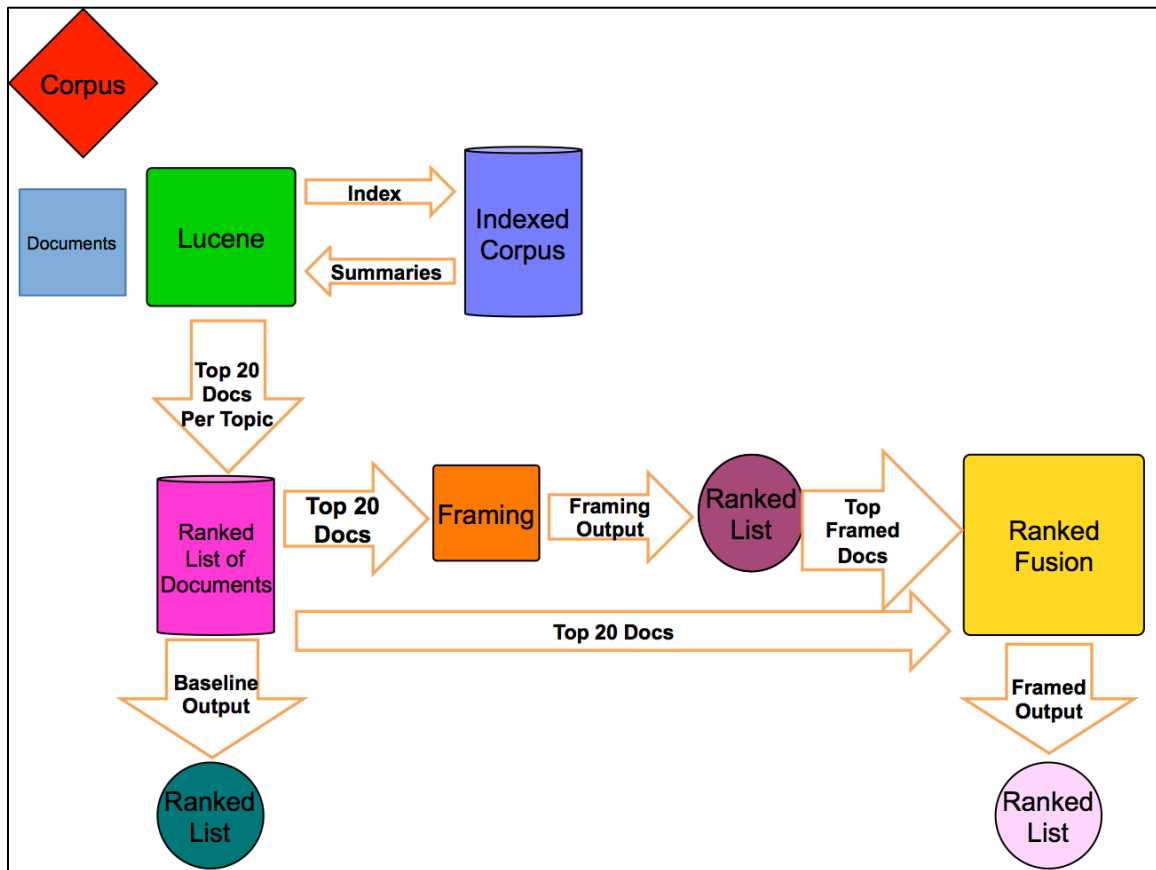 Corpus
Documents
Lucene
Index
Summaries
Indexed
Corpus
Top 20
Docs
Per Topic
Ranked
List of
Documents
Top 20
Docs
Framing
Framing
Output
Ranked
List
Top
Framed
Docs
Ranked
Fusion
Top 20 Docs
Baseline
Output
Framed
Output
Ranked
List
Ranked
List